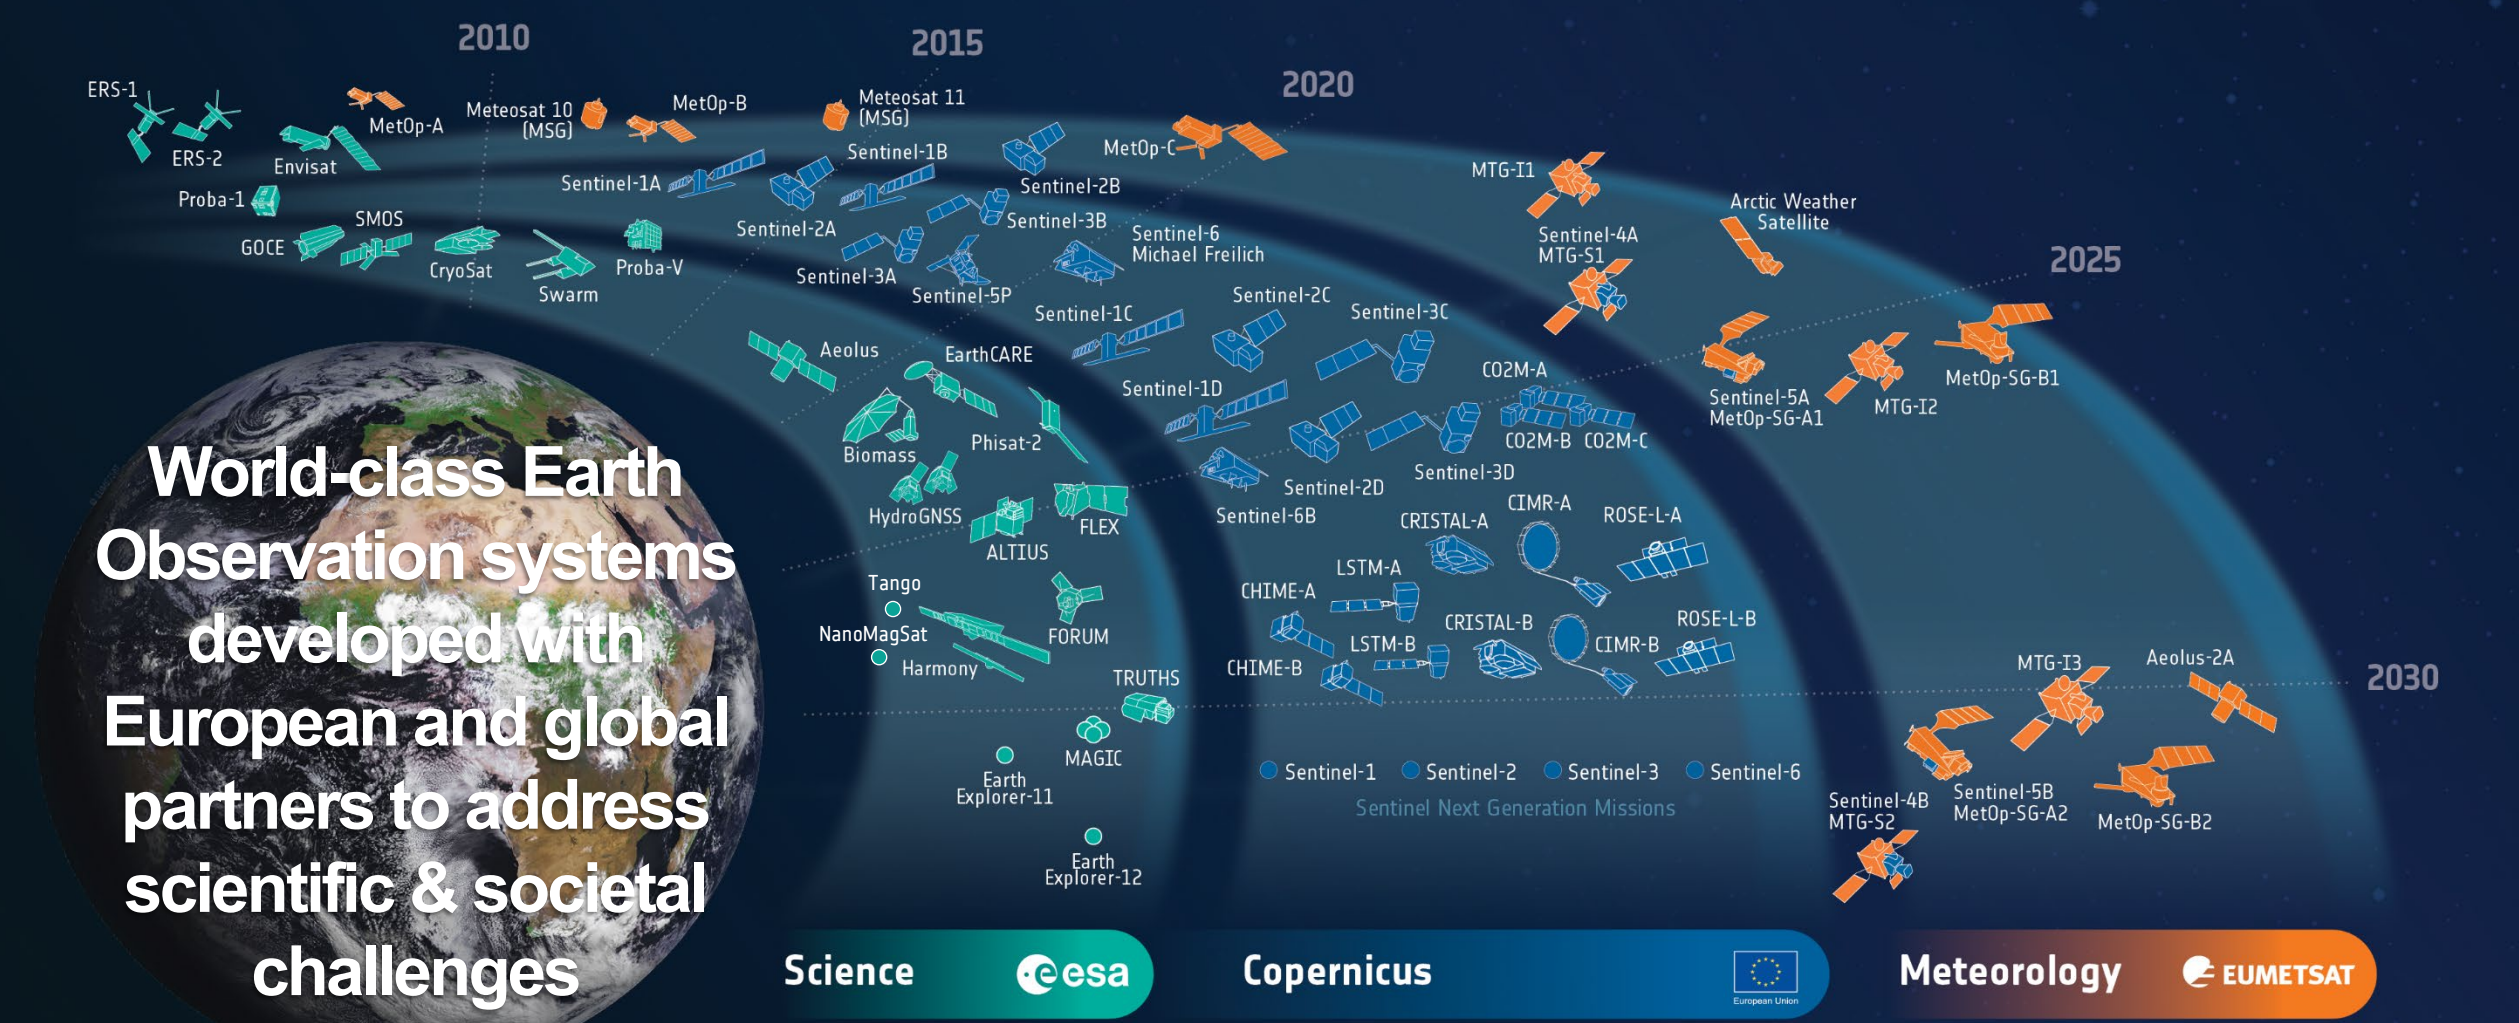 2010
2015
2020
ERS-1
ERS-2
MetOp-A
Envisat
Meteosat 10
(MSG)
MetOp-B
Meteosat 11
(MSG)
MetOp-C
MTG-I1
Arctic Weather
Satellite
2025
Proba-1
GOCE
SMOS
CryoSat
Swarm
Proba-V
Sentinel-1A
Sentinel-1B
Sentinel-2A
Sentinel-2B
Sentinel-3A
Sentinel-3B
Sentinel-5P
Sentinel-6
Michael Freilich
Sentinel-4A
MTG-S1
Sentinel-1C
Sentinel-2C
Sentinel-3C
Sentinel-1D
CO2M-A
CO2M-B
CO2M-C
Sentinel-3D
Sentinel-2D
Sentinel-6B
Sentinel-5A
MetOp-SG-A1
MTG-I2
MetOp-SG-B1
Aeolus
EarthCARE
Biomass
Phisat-2
HydroGNSS
FLEX
ALTIUS
Tango
NanoMagSat
Harmony
FORUM
TRUTHS
MAGIC
Earth
Explorer-11
Earth
Explorer-12
CRISTAL-A
CIMR-A
ROSE-L-A
LSTM-A
CHIME-A
CRISTAL-B
CIMR-B
ROSE-L-B
LSTM-B
CHIME-B
2030
MTG-I3
Aeolus-2A
Sentinel-5B
MetOp-SG-A2
MetOp-SG-B2
Sentinel-4B
MTG-S2
Sentinel-1
Sentinel-2
Sentinel-3
Sentinel-6
Sentinel Next Generation Missions
World-class Earth
Observation systems
developed with
European and global
partners to address
scientific & societal
challenges
Science
esa
Copernicus
European Union
Meteorology
EUMETSAT